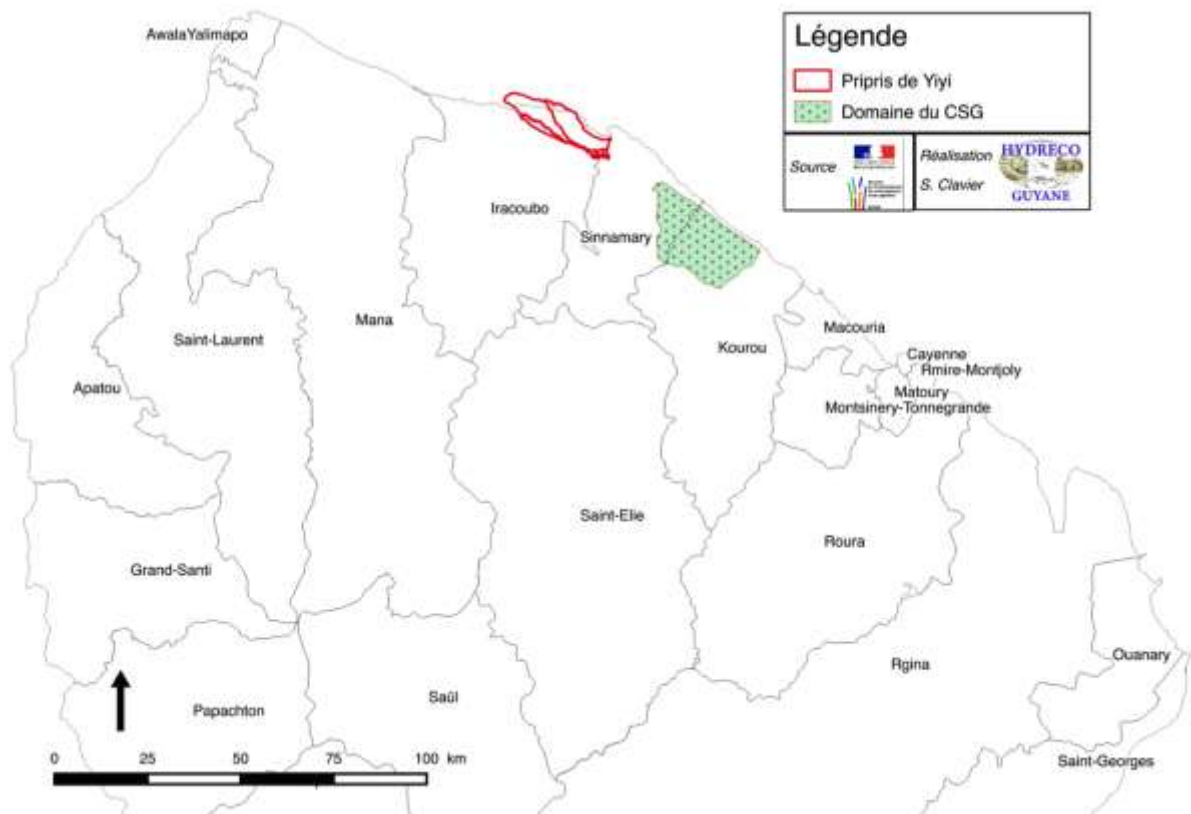 AwalaYalimapo
Légende
Pripris de Yiyi
Domaine du CSG
Source
Réalisation
S. Clavier
HYDRECO
GUYANE
Iracoubo
Sinnamary
Mana
Saint-Laurent
Apatou
Kourou
Macouria
Cayenne
Rmire-Montjoly
Matoury
Montsinery-Tonnegrande
Saint-Elie
Roura
Grand-Santi
Rgina
Ouanary
Papachton
Saül
Saint-Georges
0 25 50 75 100 km